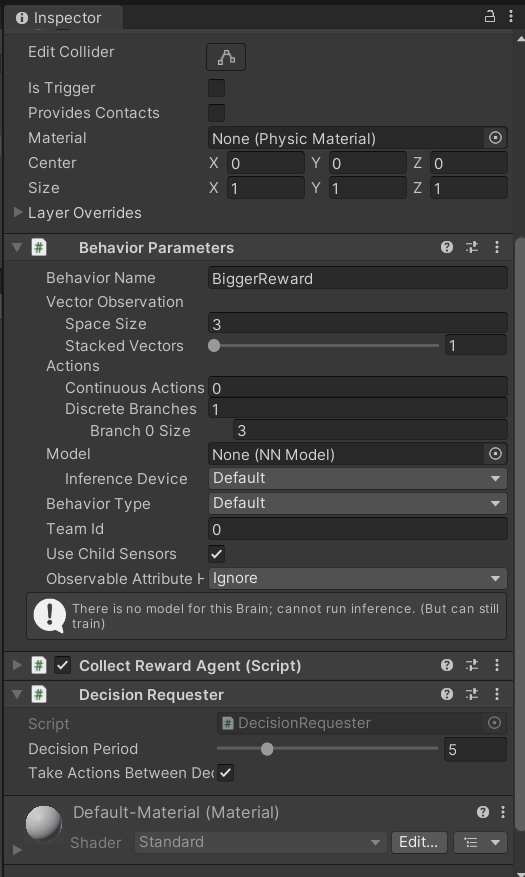 Inspector
Edit Collider
Is Trigger
Provides Contacts
Material None (Physic Material)
Center X 0 Y 0 Z 0
Size X 1 Y 1 Z 1
Layer Overrides
# Behavior Parameters
Behavior Name BiggerReward
Vector Observation
Space Size 3
Stacked Vectors 1
Actions
Continuous Actions 0
Discrete Branches 1
Branch 0 Size 3
Model None (NN Model)
Inference Device Default
Behavior Type Default
Team Id 0
Use Child Sensors
Observable Attribute H Ignore
There is no model for this Brain; cannot run inference. (But can still
train)
# Collect Reward Agent (Script)
# Decision Requester
Script # DecisionRequester
Decision Period 5
Take Actions Between Dec
Default-Material (Material)
Shader Standard Edit...